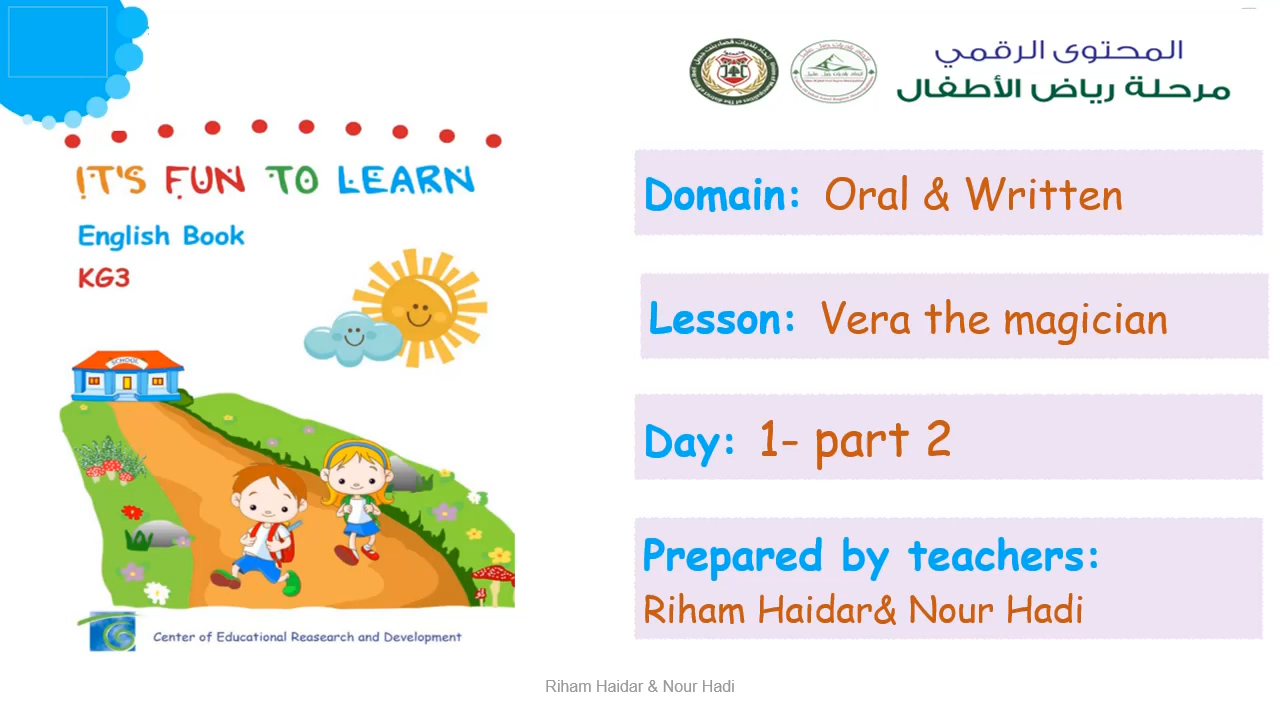 المحتوى الرقمي
مرحلة رياض الأطفال
IT'S FUN TO LEARN
English Book
KG3
SCHOOL
Center of Educational Reasearch and Development
Domain: Oral & Written
Lesson: Vera the magician
Day: 1- part 2
Prepared by teachers:
Riham Haidar& Nour Hadi
Riham Haidar & Nour Hadi